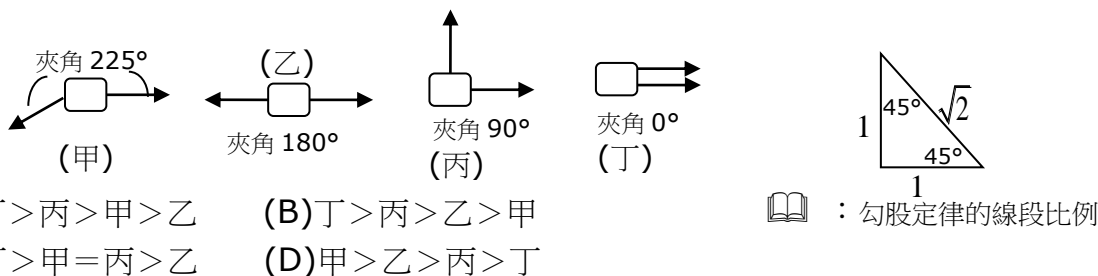 夾角 225°
(甲)
(乙)
夾角 180°
夾角 90°
(丙)
夾角 0°
(丁)
1
45°
√2
45°
1
＞丙＞甲＞乙 (B)丁＞丙＞乙＞甲
＞甲＝丙＞乙 (D)甲＞乙＞丙＞丁
：勾股定律的線段比例